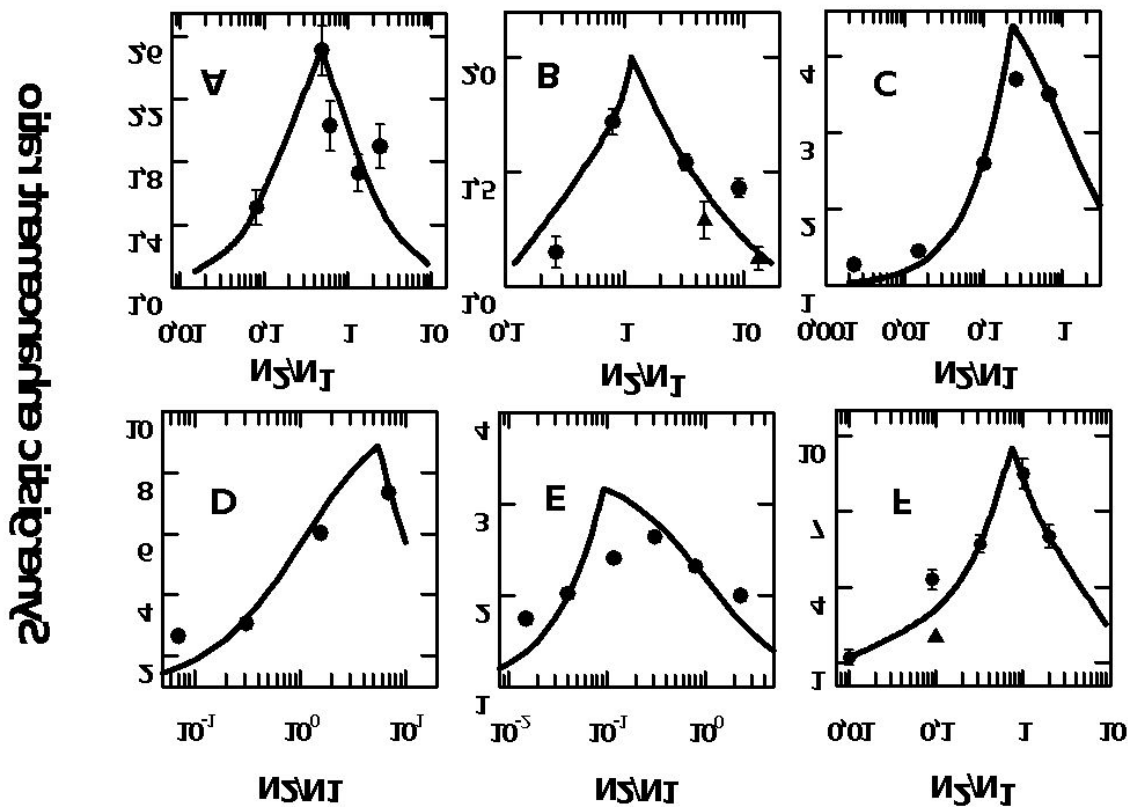 Synergistic enhancement ratio
2,6
2,2
1,8
1,4
1,0
A
0,01 0,1 1 10
N2/N1
2,0
1,5
1,0
B
0,1 1 10
N2/N1
4
3
2
1
C
0,001 0,01 0,1 1
N2/N1
10
8
6
4
2
D
10⁻¹ 10⁰ 10¹
N2/N1
4
3
2
1
E
10⁻² 10⁻¹ 10⁰
N2/N1
10
7
4
1
F
0,01 0,1 1 10
N2/N1